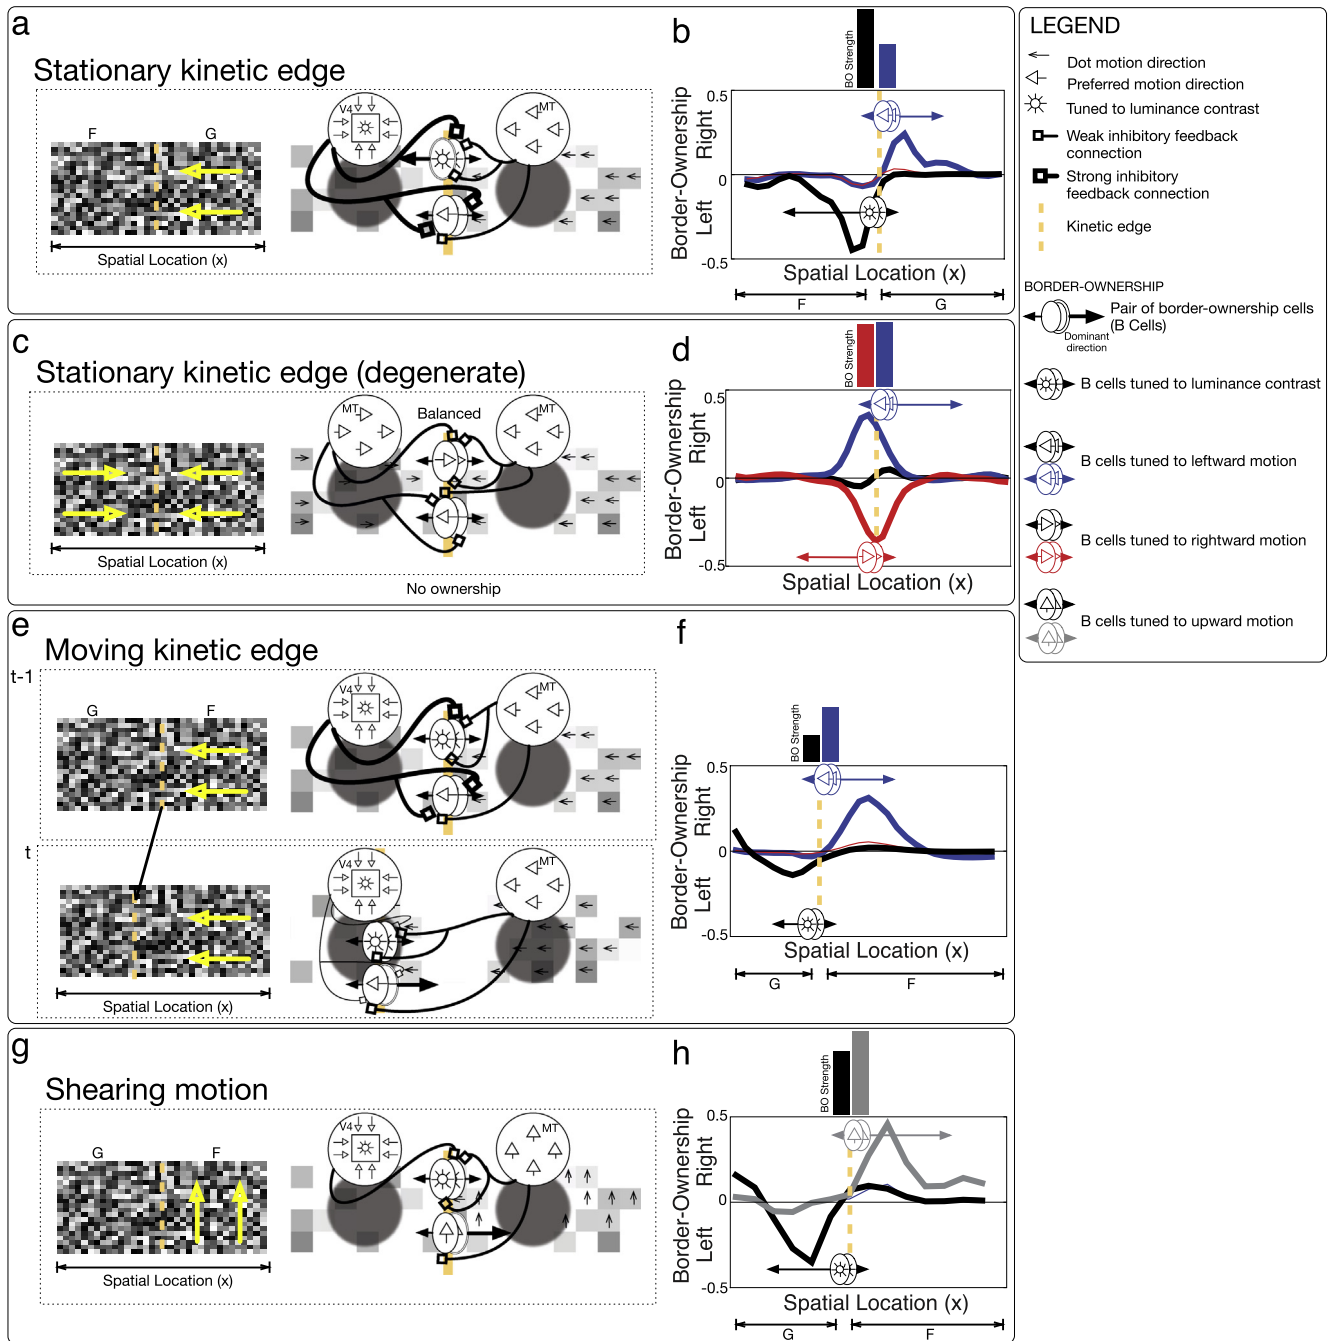 a
Stationary kinetic edge
F
G
Spatial Location (x)
V4
MT
b
BO Strength
0.5
0
-0.5
Border-Ownership
Left Right
Spatial Location (x)
F
G
c
Stationary kinetic edge (degenerate)
Spatial Location (x)
MT
Balanced
MT
No ownership
d
BO Strength
0.5
0
-0.5
Border-Ownership
Left Right
Spatial Location (x)
e
Moving kinetic edge
t-1
G
F
V4
MT
t
Spatial Location (x)
V4
MT
f
BO Strength
0.5
0
-0.5
Border-Ownership
Left Right
Spatial Location (x)
G
F
g
Shearing motion
G
F
Spatial Location (x)
V4
MT
h
BO Strength
0.5
0
-0.5
Border-Ownership
Left Right
Spatial Location (x)
G
F
LEGEND
Dot motion direction
Preferred motion direction
Tuned to luminance contrast
Weak inhibitory feedback
connection
Strong inhibitory
feedback connection
Kinetic edge
BORDER-OWNERSHIP
Pair of border-ownership cells
(B Cells)
Dominant
direction
B cells tuned to luminance contrast
B cells tuned to leftward motion
B cells tuned to rightward motion
B cells tuned to upward motion